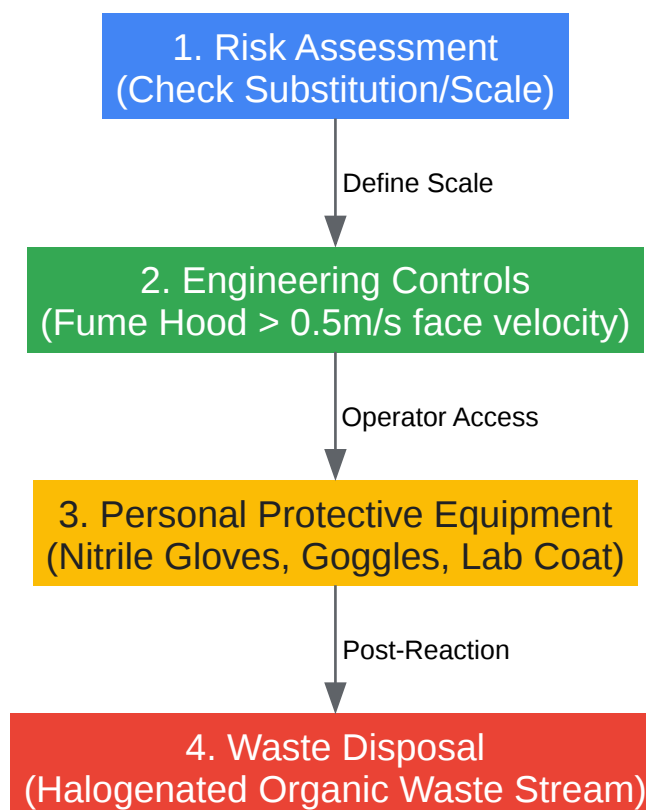 1. Risk Assessment
(Check Substitution/Scale)
Define Scale
2. Engineering Controls
(Fume Hood > 0.5m/s face velocity)
Operator Access
3. Personal Protective Equipment
(Nitrile Gloves, Goggles, Lab Coat)
Post-Reaction
4. Waste Disposal
(Halogenated Organic Waste Stream)